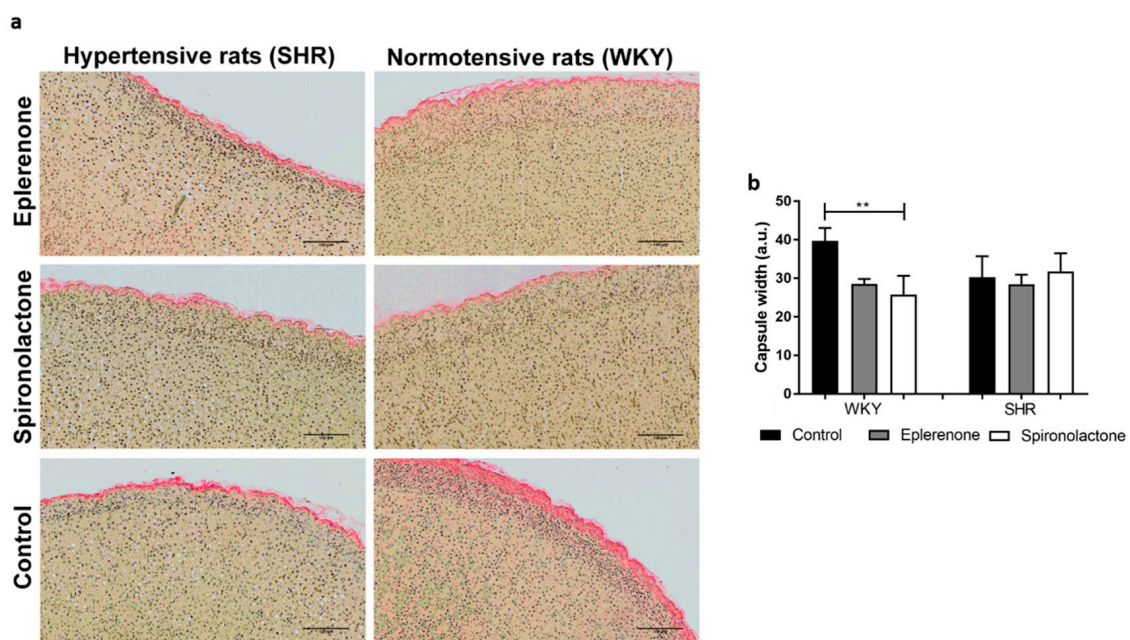 a
Hypertensive rats (SHR)
Normotensive rats (WKY)
Eplerenone
Spironolactone
Control
b
**
Capsule width (a.u.)
50
40
30
20
10
0
WKY
SHR
Control
Eplerenone
Spironolactone